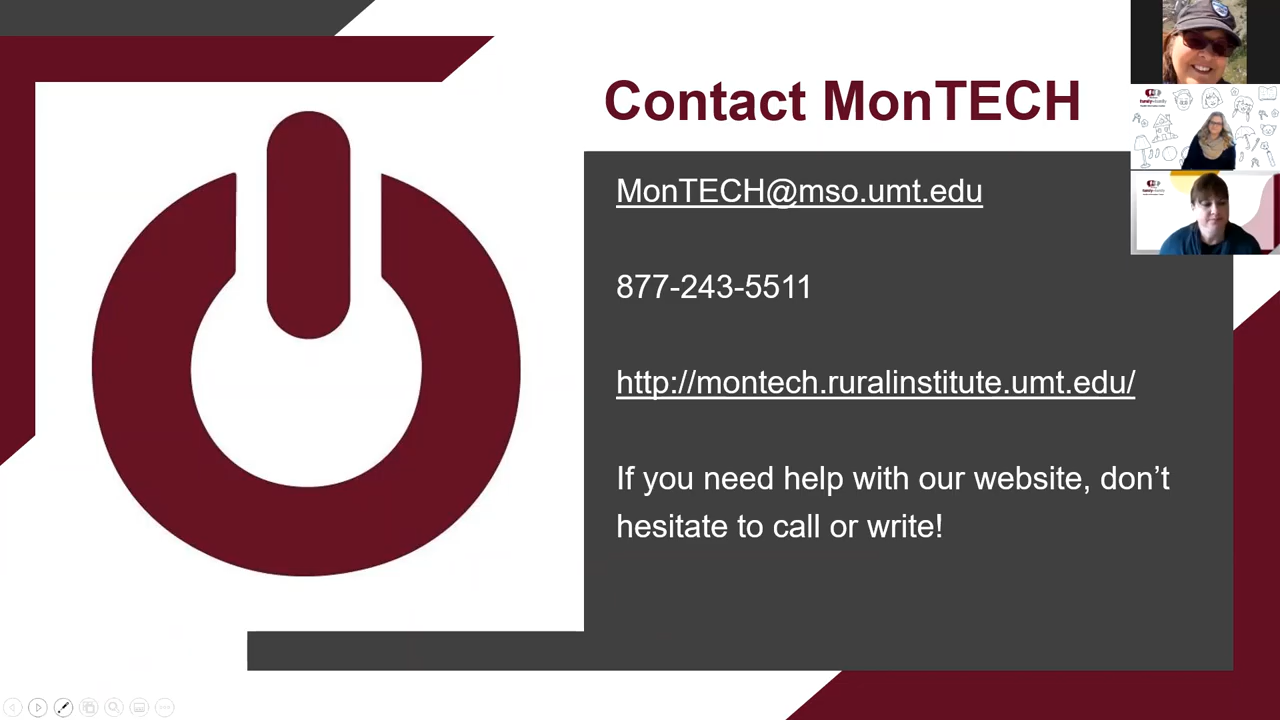 Contact MonTECH
MonTECH@mso.umt.edu
877-243-5511
http://montech.ruralinstitute.umt.edu/
If you need help with our website, don’t
hesitate to call or write!